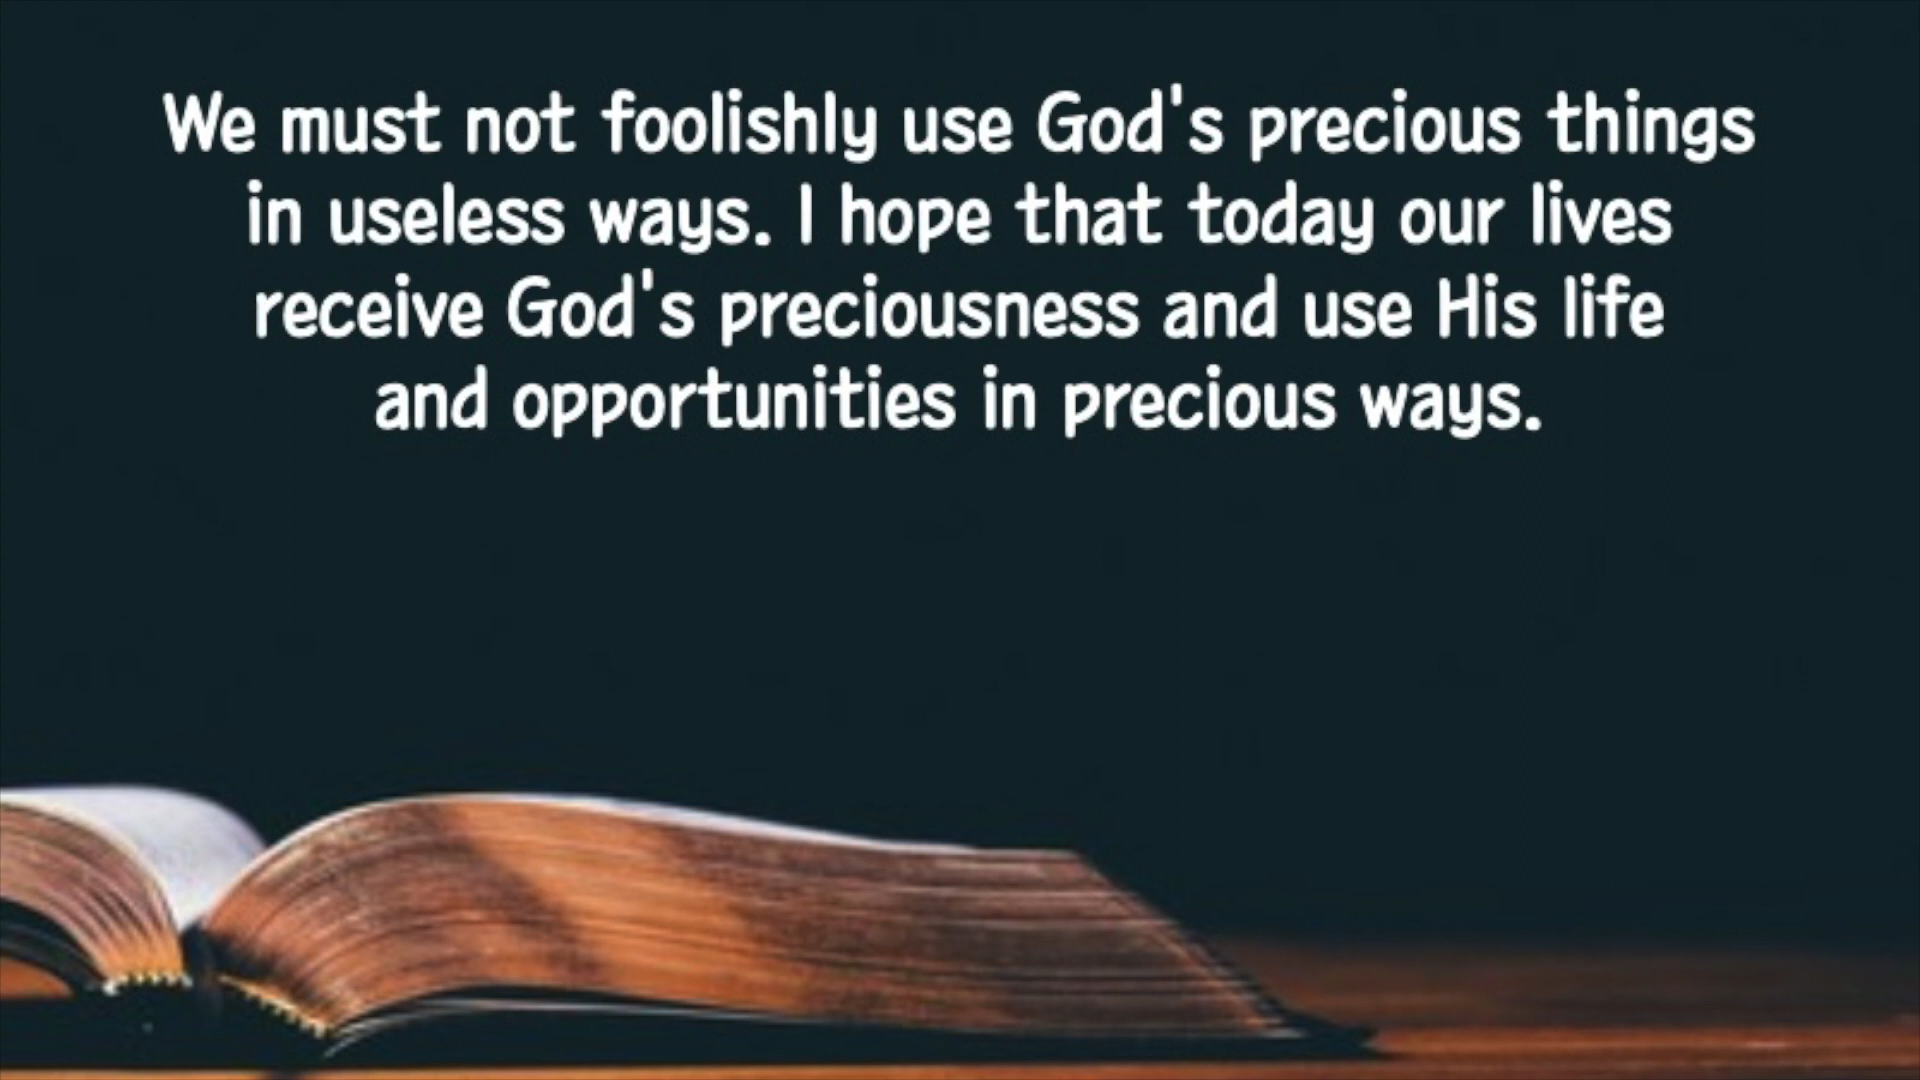 We must not foolishly use God's precious things
in useless ways. I hope that today our lives
receive God's preciousness and use His life
and opportunities in precious ways.